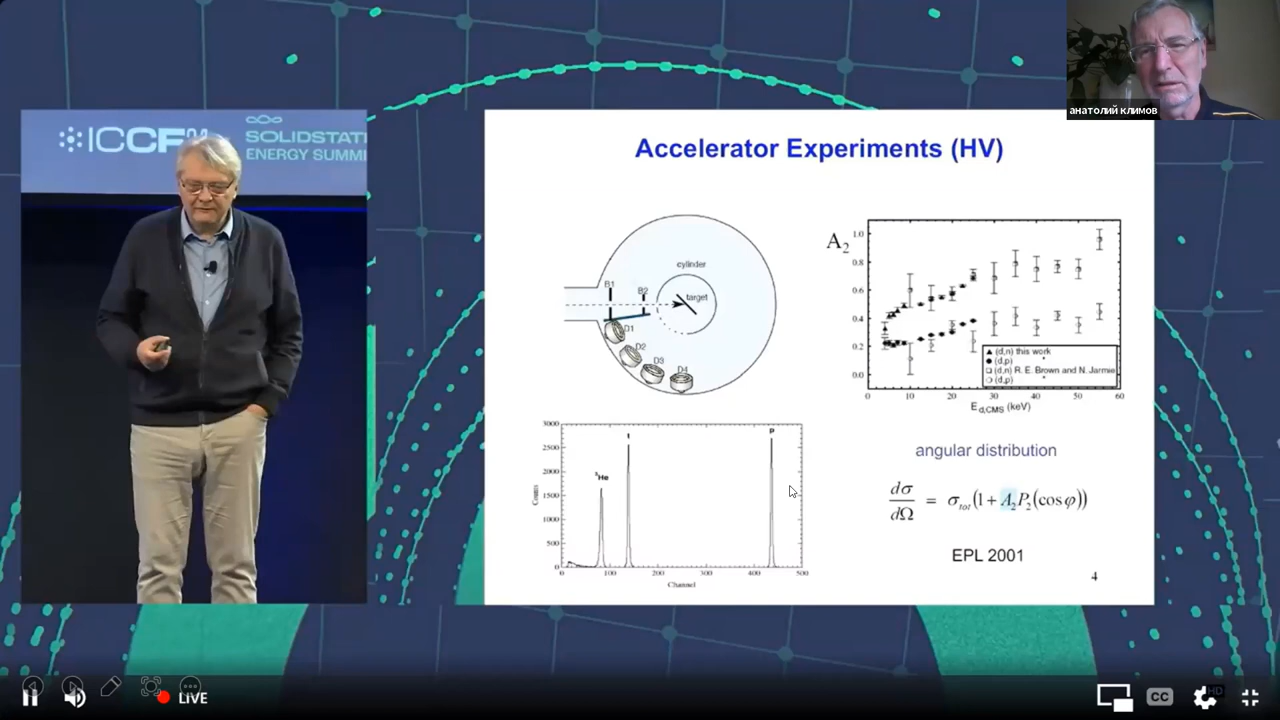 анатолий климов
ICCF
SOLIDSTATE
ENERGY SUMMI
Accelerator Experiments (HV)
cylinder
B1
B2
target
D1
D2
D3
D4
A2
1.0
0.8
0.6
0.4
0.2
0.0
(d,n) this work
(d,p) "
(d,n) R. E. Brown and N. Jarmie
(d,p) "
0 10 20 30 40 50 60
Ed,CMS (keV)
3000
2500
2000
1500
1000
500
0
Counts
3He
t
p
0 100 200 300 400 500
Channel
angular distribution
dσ/dΩ = σtot(1+ A2P2(cosφ))
EPL 2001
4
LIVE
CC
HD